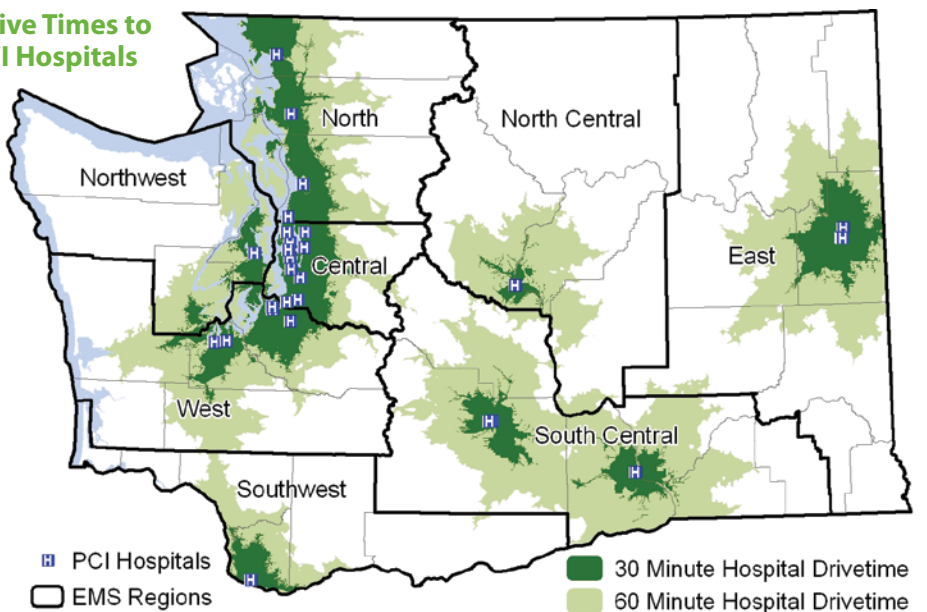 ive Times to
I Hospitals
North
North Central
Northwest
East
Central
West
South Central
Southwest
H PCI Hospitals
EMS Regions
30 Minute Hospital Drivetime
60 Minute Hospital Drivetime